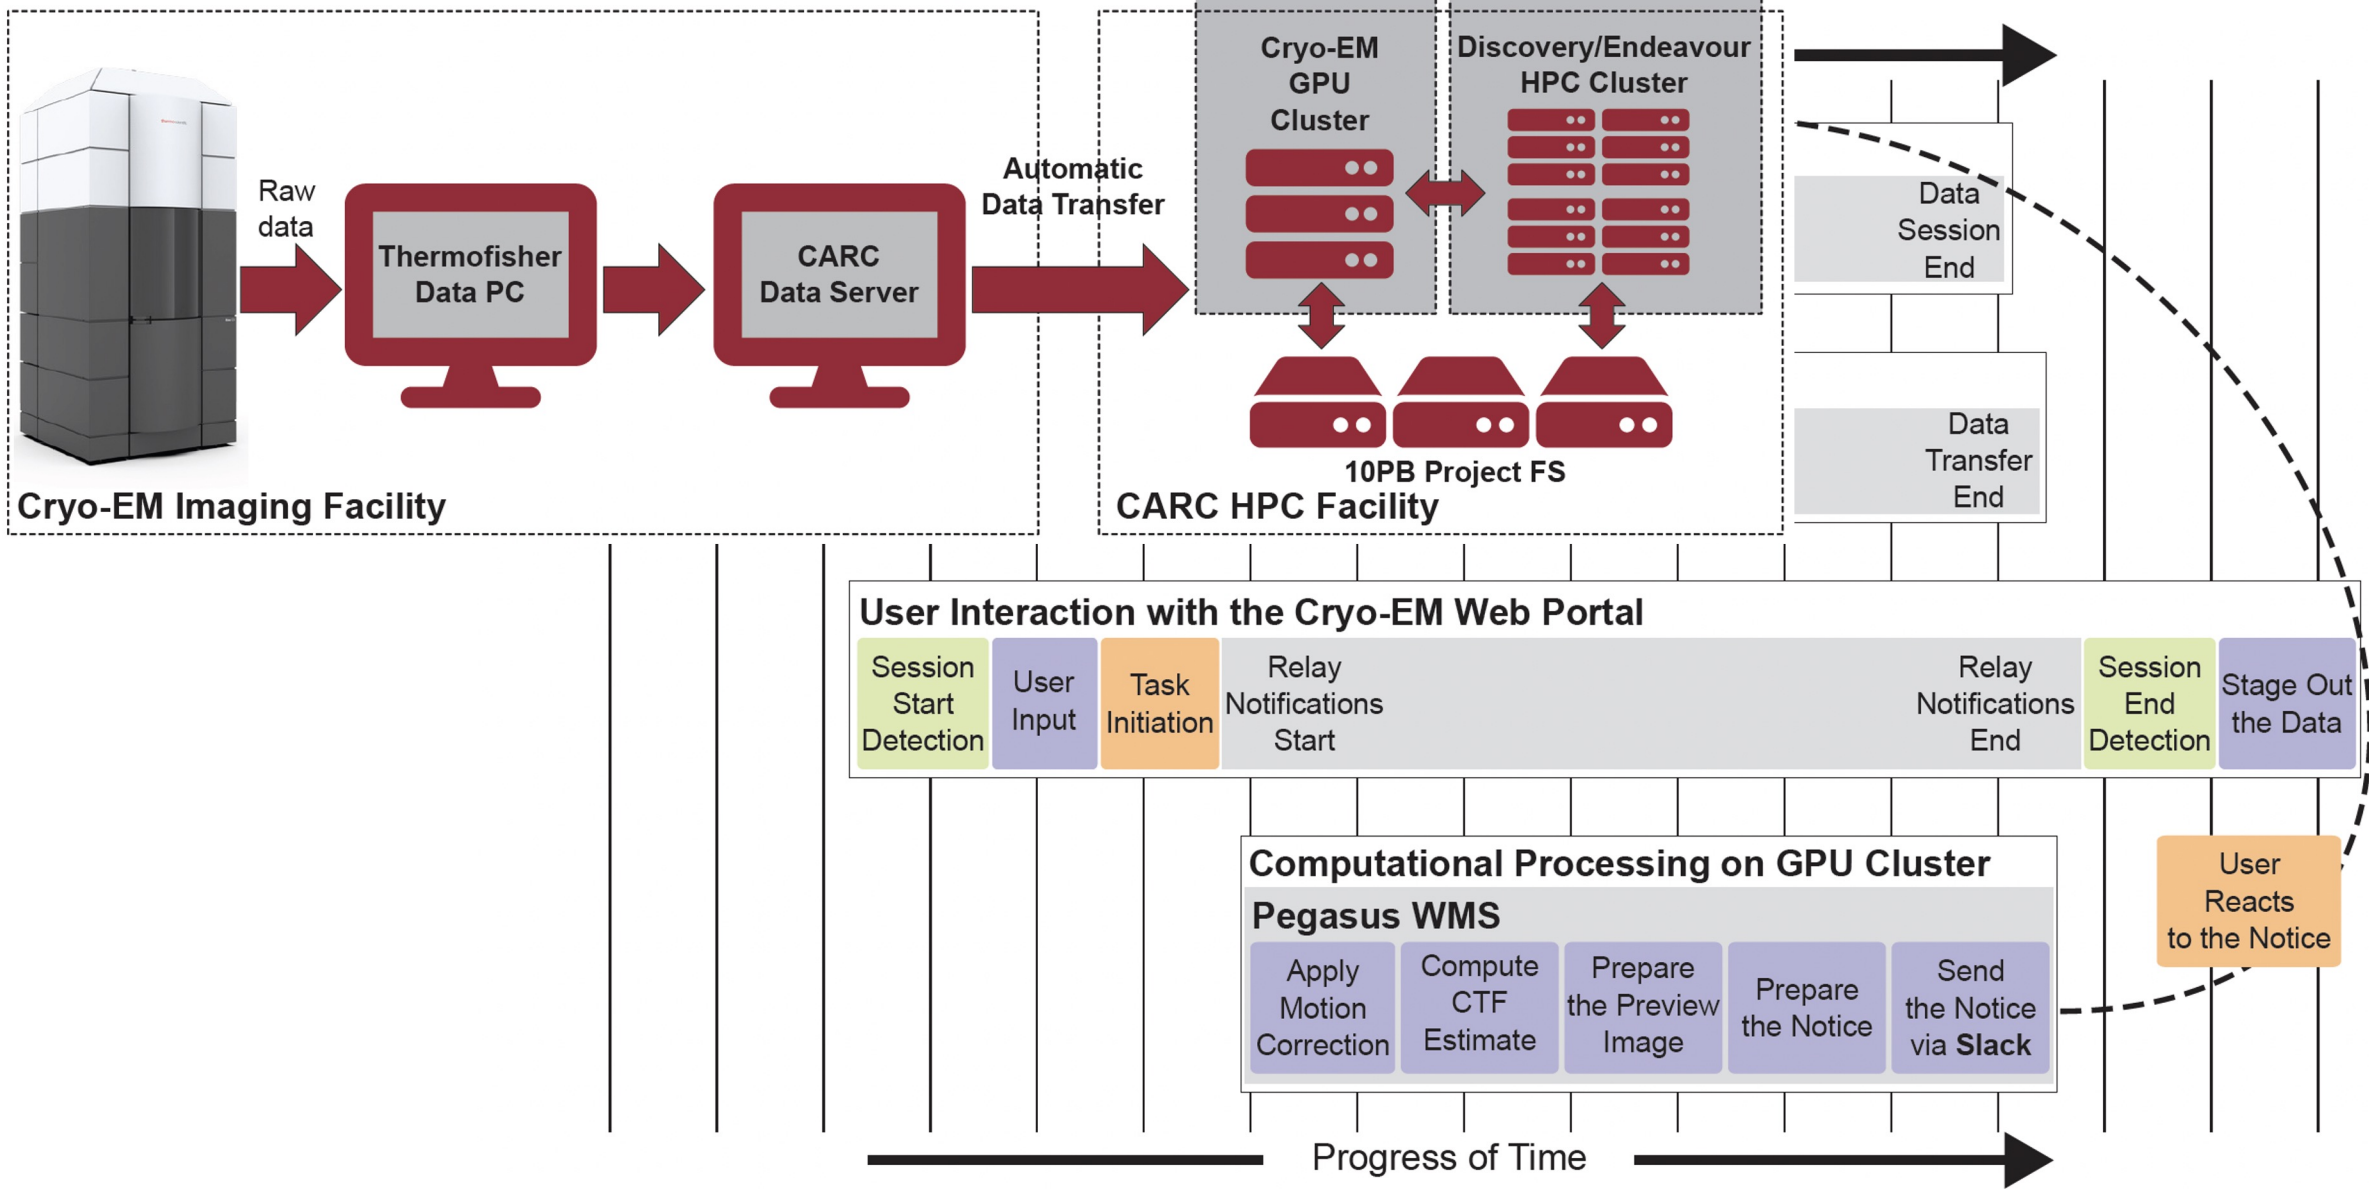 Cryo-EM
GPU
Cluster
Discovery/Endeavour
HPC Cluster
Automatic
Data Transfer
Raw
data
Thermofisher
Data PC
CARC
Data Server
10PB Project FS
Cryo-EM Imaging Facility
CARC HPC Facility
Data
Session
End
Data
Transfer
End
User Interaction with the Cryo-EM Web Portal
Session
Start
Detection
User
Input
Task
Initiation
Relay
Notifications
Start
Relay
Notifications
End
Session
End
Detection
Stage Out
the Data
Computational Processing on GPU Cluster
Pegasus WMS
Apply
Motion
Correction
Compute
CTF
Estimate
Prepare
the Preview
Image
Prepare
the Notice
Send
the Notice
via Slack
User
Reacts
to the Notice
Progress of Time